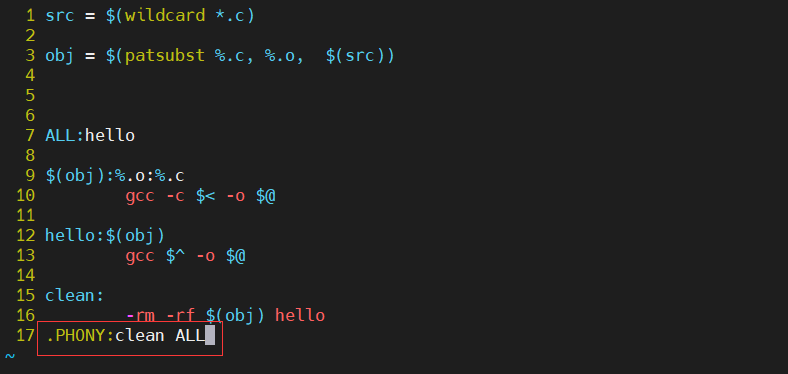 1 src = $(wildcard *.c)
2
3 obj = $(patsubst %.c, %.o,  $(src))
4
5
6
7 ALL:hello
8
9 $(obj):%.o:%.c
10         gcc -c $< -o $@
11
12 hello:$(obj)
13         gcc $^ -o $@
14
15 clean:
16         -rm -rf $(obj) hello
17 .PHONY:clean ALL
~